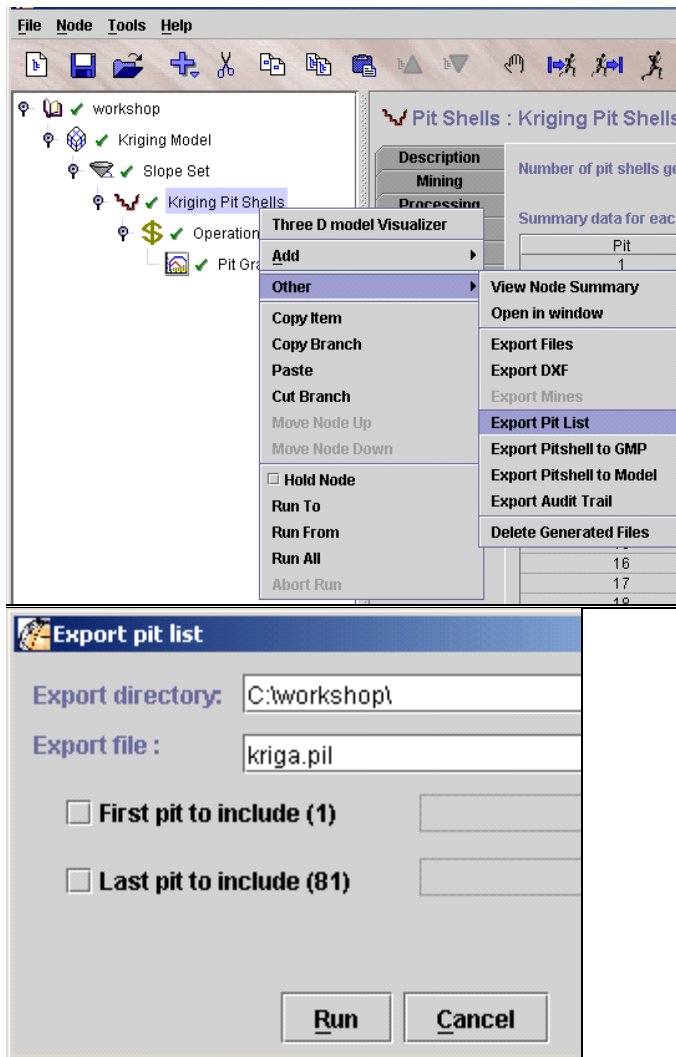 File Node Tools Help
workshop
Kriging Model
Slope Set
Kriging Pit Shells
Operation
Pit Gra
Pit Shells : Kriging Pit Shells
Description
Mining
Processing
Number of pit shells ge
Summary data for eac
Pit
1
Three D model Visualizer
Add
Other
Copy Item
Copy Branch
Paste
Cut Branch
Move Node Up
Move Node Down
Hold Node
Run To
Run From
Run All
Abort Run
View Node Summary
Open in window
Export Files
Export DXF
Export Mines
Export Pit List
Export Pitshell to GMP
Export Pitshell to Model
Export Audit Trail
Delete Generated Files
16
17
Export pit list
Export directory: C:\workshop\
Export file : kriga.pil
First pit to include (1)
Last pit to include (81)
Run Cancel